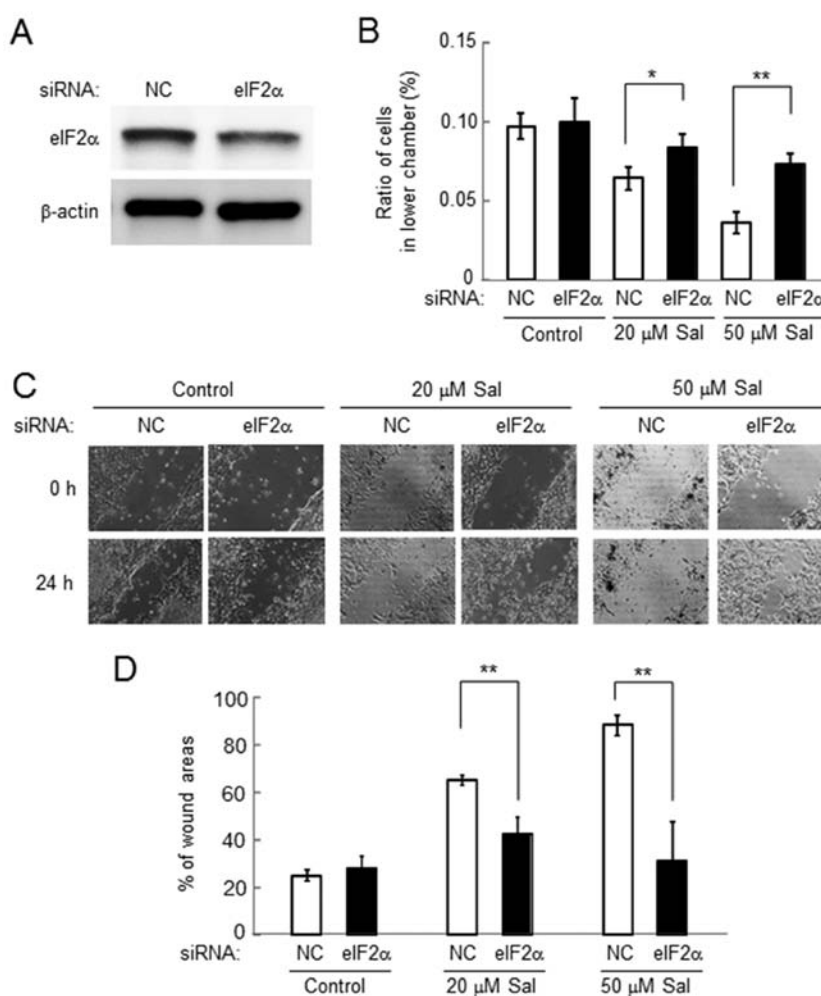 A
siRNA: NC eIF2α
eIF2α
β-actin
B
Ratio of cells
in lower chamber (%)
0.15
0.10
0.05
0
* **
siRNA: NC eIF2α NC eIF2α NC eIF2α
Control 20 μM Sal 50 μM Sal
C
Control 20 μM Sal 50 μM Sal
siRNA: NC eIF2α NC eIF2α NC eIF2α
0 h
24 h
D
% of wound areas
100
80
60
40
20
0
** **
siRNA: NC eIF2α NC eIF2α NC eIF2α
Control 20 μM Sal 50 μM Sal